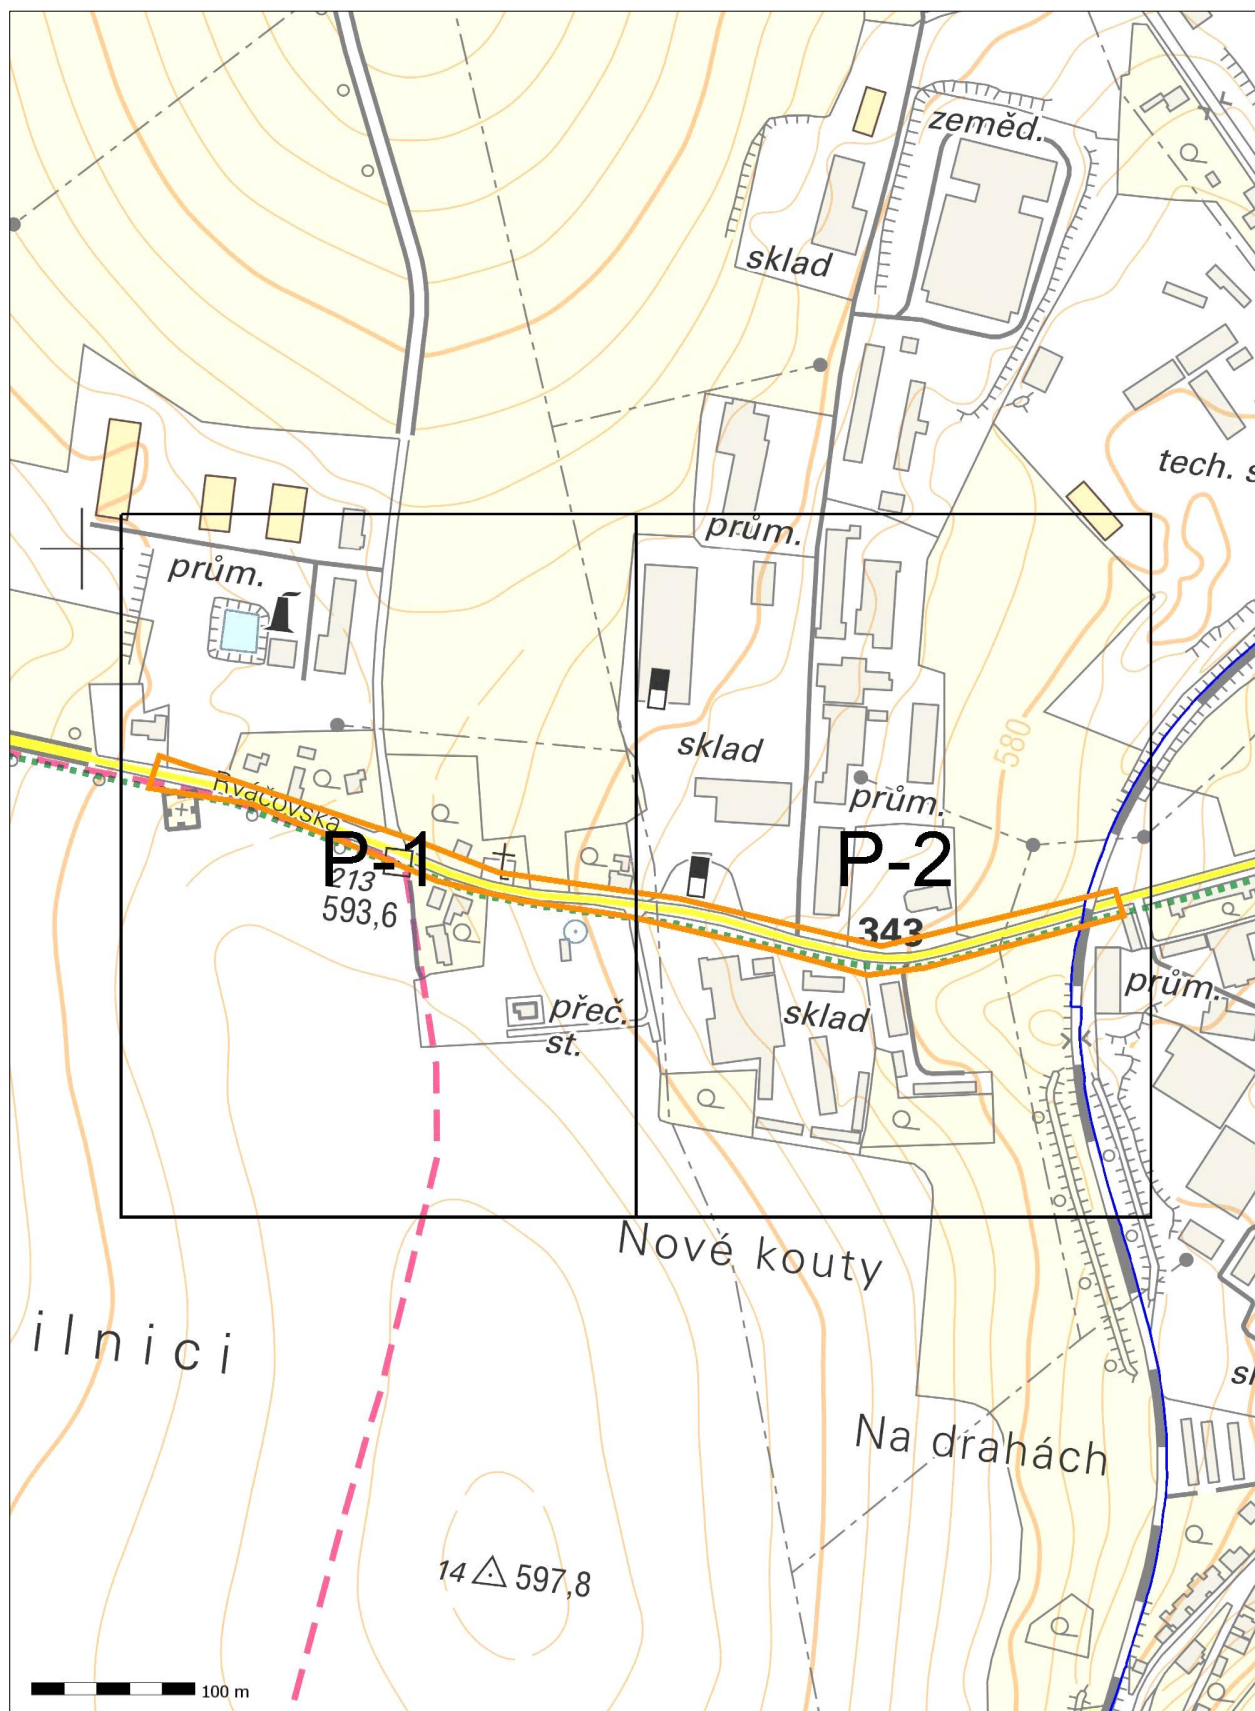 zeměd.
sklad
tech. s
prům.
prům.
sklad
580
prům.
Rváčovská
P-1
P-2
213
593,6
343
prům.
přeč.
st.
sklad
Nové kouty
ilnici
sk
Na drahách
14 597,8
100 m